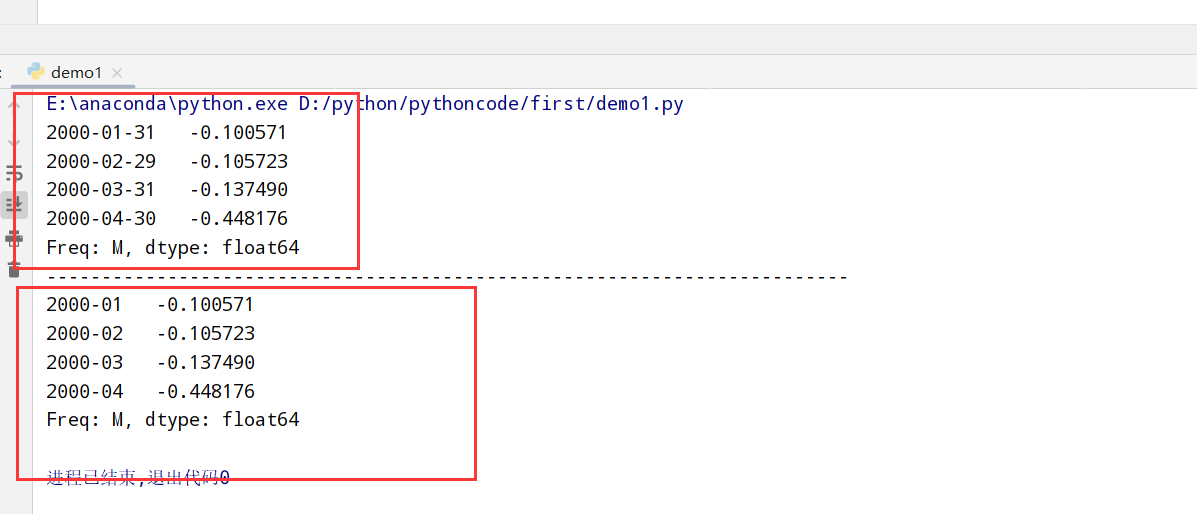 demo1
E:\anaconda\python.exe D:/python/pythoncode/first/demo1.py
2000-01-31   -0.100571
2000-02-29   -0.105723
2000-03-31   -0.137490
2000-04-30   -0.448176
Freq: M, dtype: float64
--------------------------------------------------------------------------
2000-01   -0.100571
2000-02   -0.105723
2000-03   -0.137490
2000-04   -0.448176
Freq: M, dtype: float64
进程已结束,退出代码0